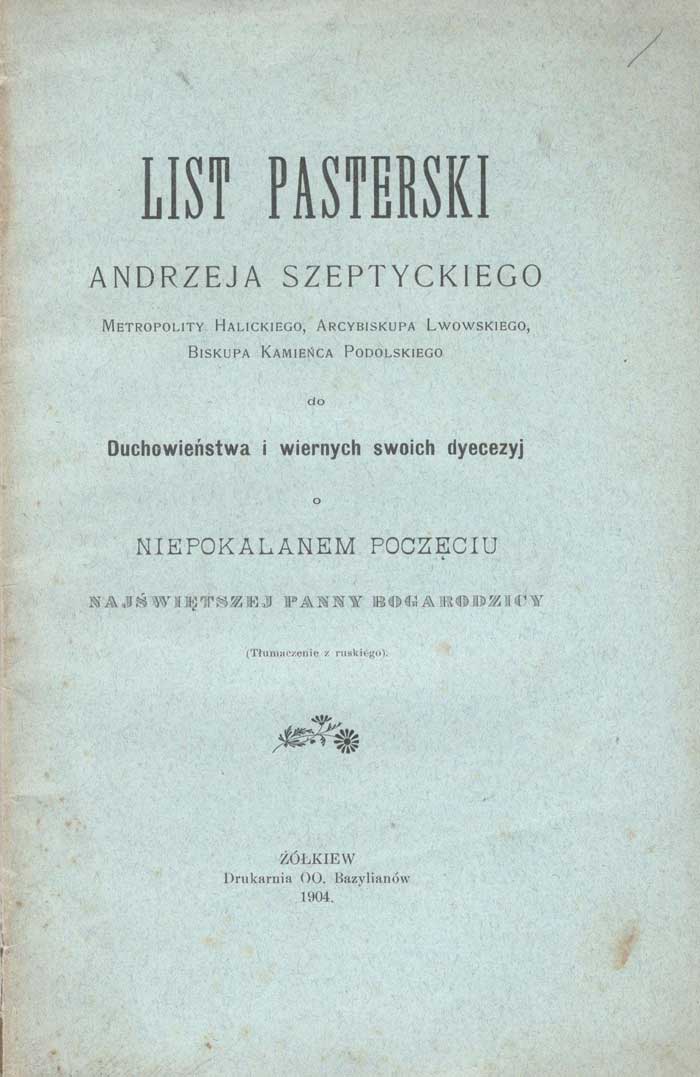 LIST PASTERSKI
ANDRZEJA SZEPTYCKIEGO
METROPOLITY HALICKIEGO, ARCYBISKUPA LWOWSKIEGO,
BISKUPA KAMIEŃCA PODOLSKIEGO
do
Duchowieństwa i wiernych swoich dyecezyj
o
NIEPOKALANEM POCZĘCIU
NAJŚWIĘTSZEJ PANNY BOGARODZICY
(Tłumaczenie z ruskiego).
ŻÓŁKIEW
Drukarnia OO. Bazylianów
1904.